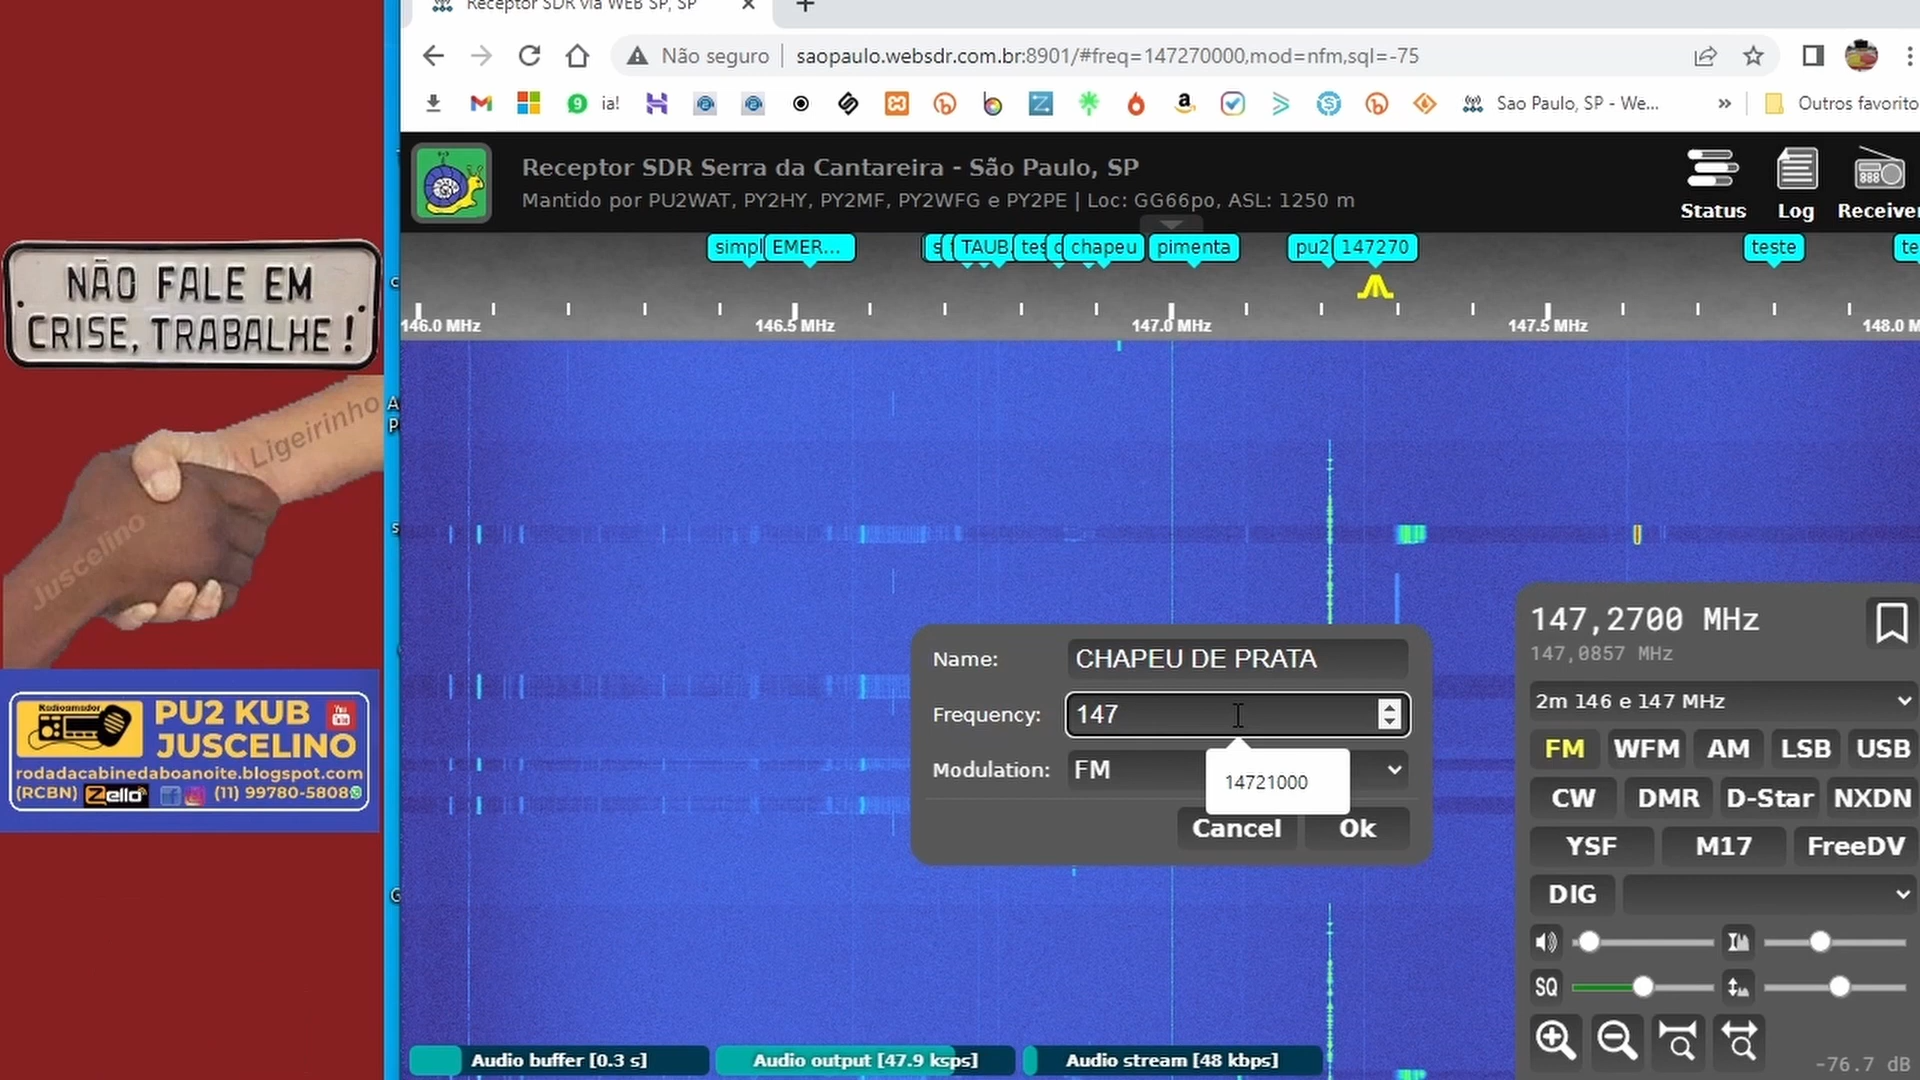 NÃO FALE EM
CRISE, TRABALHE !
Ligeirinho
Juscelino
Radioamador
PU2 KUB
You
JUSCELINO
rodadacabinedaboanoite.blogspot.com
(RCBN) Zello (11) 99780-5808
Receptor SDR via WEB SP, SP
Não seguro
saopaulo.websdr.com.br:8901/#freq=147270000,mod=nfm,sql=-75
9 ia!
Sao Paulo, SP - We...
»
Outros favorito
Receptor SDR Serra da Cantareira - São Paulo, SP
Mantido por PU2WAT, PY2HY, PY2MF, PY2WFG e PY2PE | Loc: GG66po, ASL: 1250 m
Status Log Receiver
simpl EMER... TAUB tes chapeu pimenta pu2 147270 teste te
146.0 MHz 146.5 MHz 147.0 MHz 147.5 MHz 148.0 M
Name: CHAPEU DE PRATA
Frequency: 147
Modulation: FM
14721000
Cancel Ok
147,2700 MHz
147,0857 MHz
2m 146 e 147 MHz
FM WFM AM LSB USB
CW DMR D-Star NXDN
YSF M17 FreeDV
DIG
SQ
-76.7 dB
Audio buffer [0.3 s] Audio output [47.9 ksps] Audio stream [48 kbps]